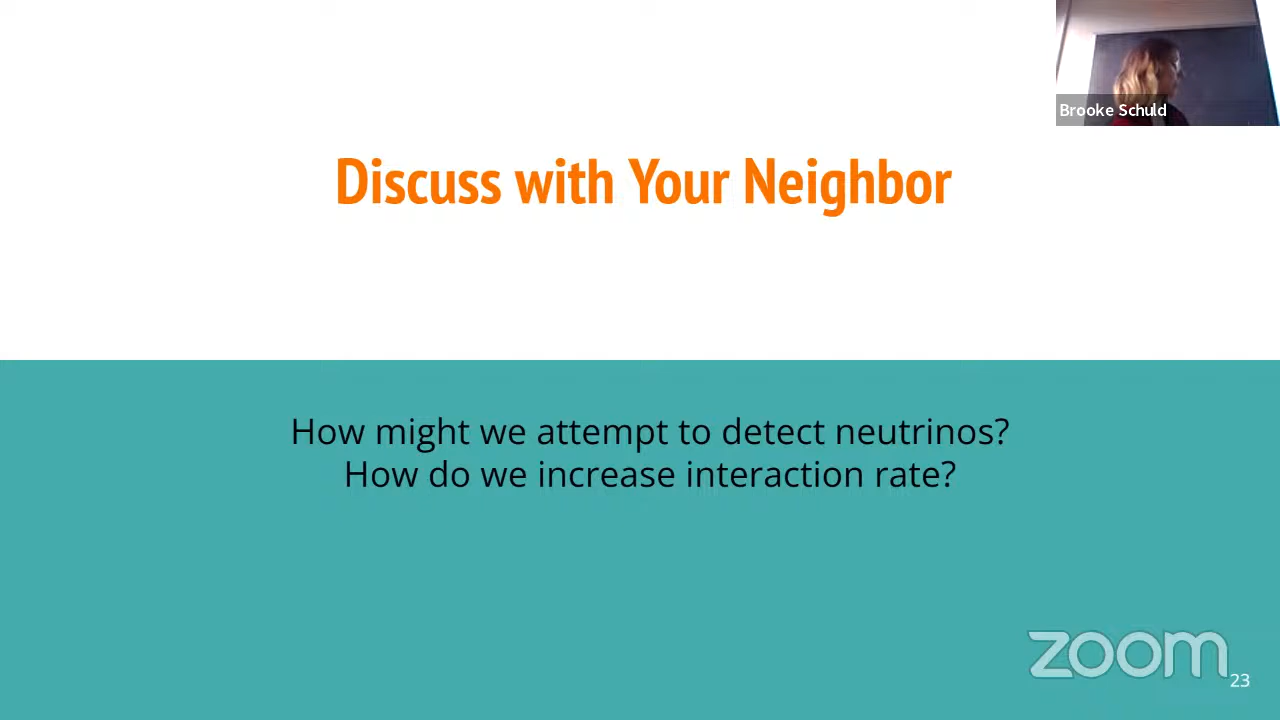 Brooke Schuld
Discuss with Your Neighbor
How might we attempt to detect neutrinos?
How do we increase interaction rate?
zoom
23